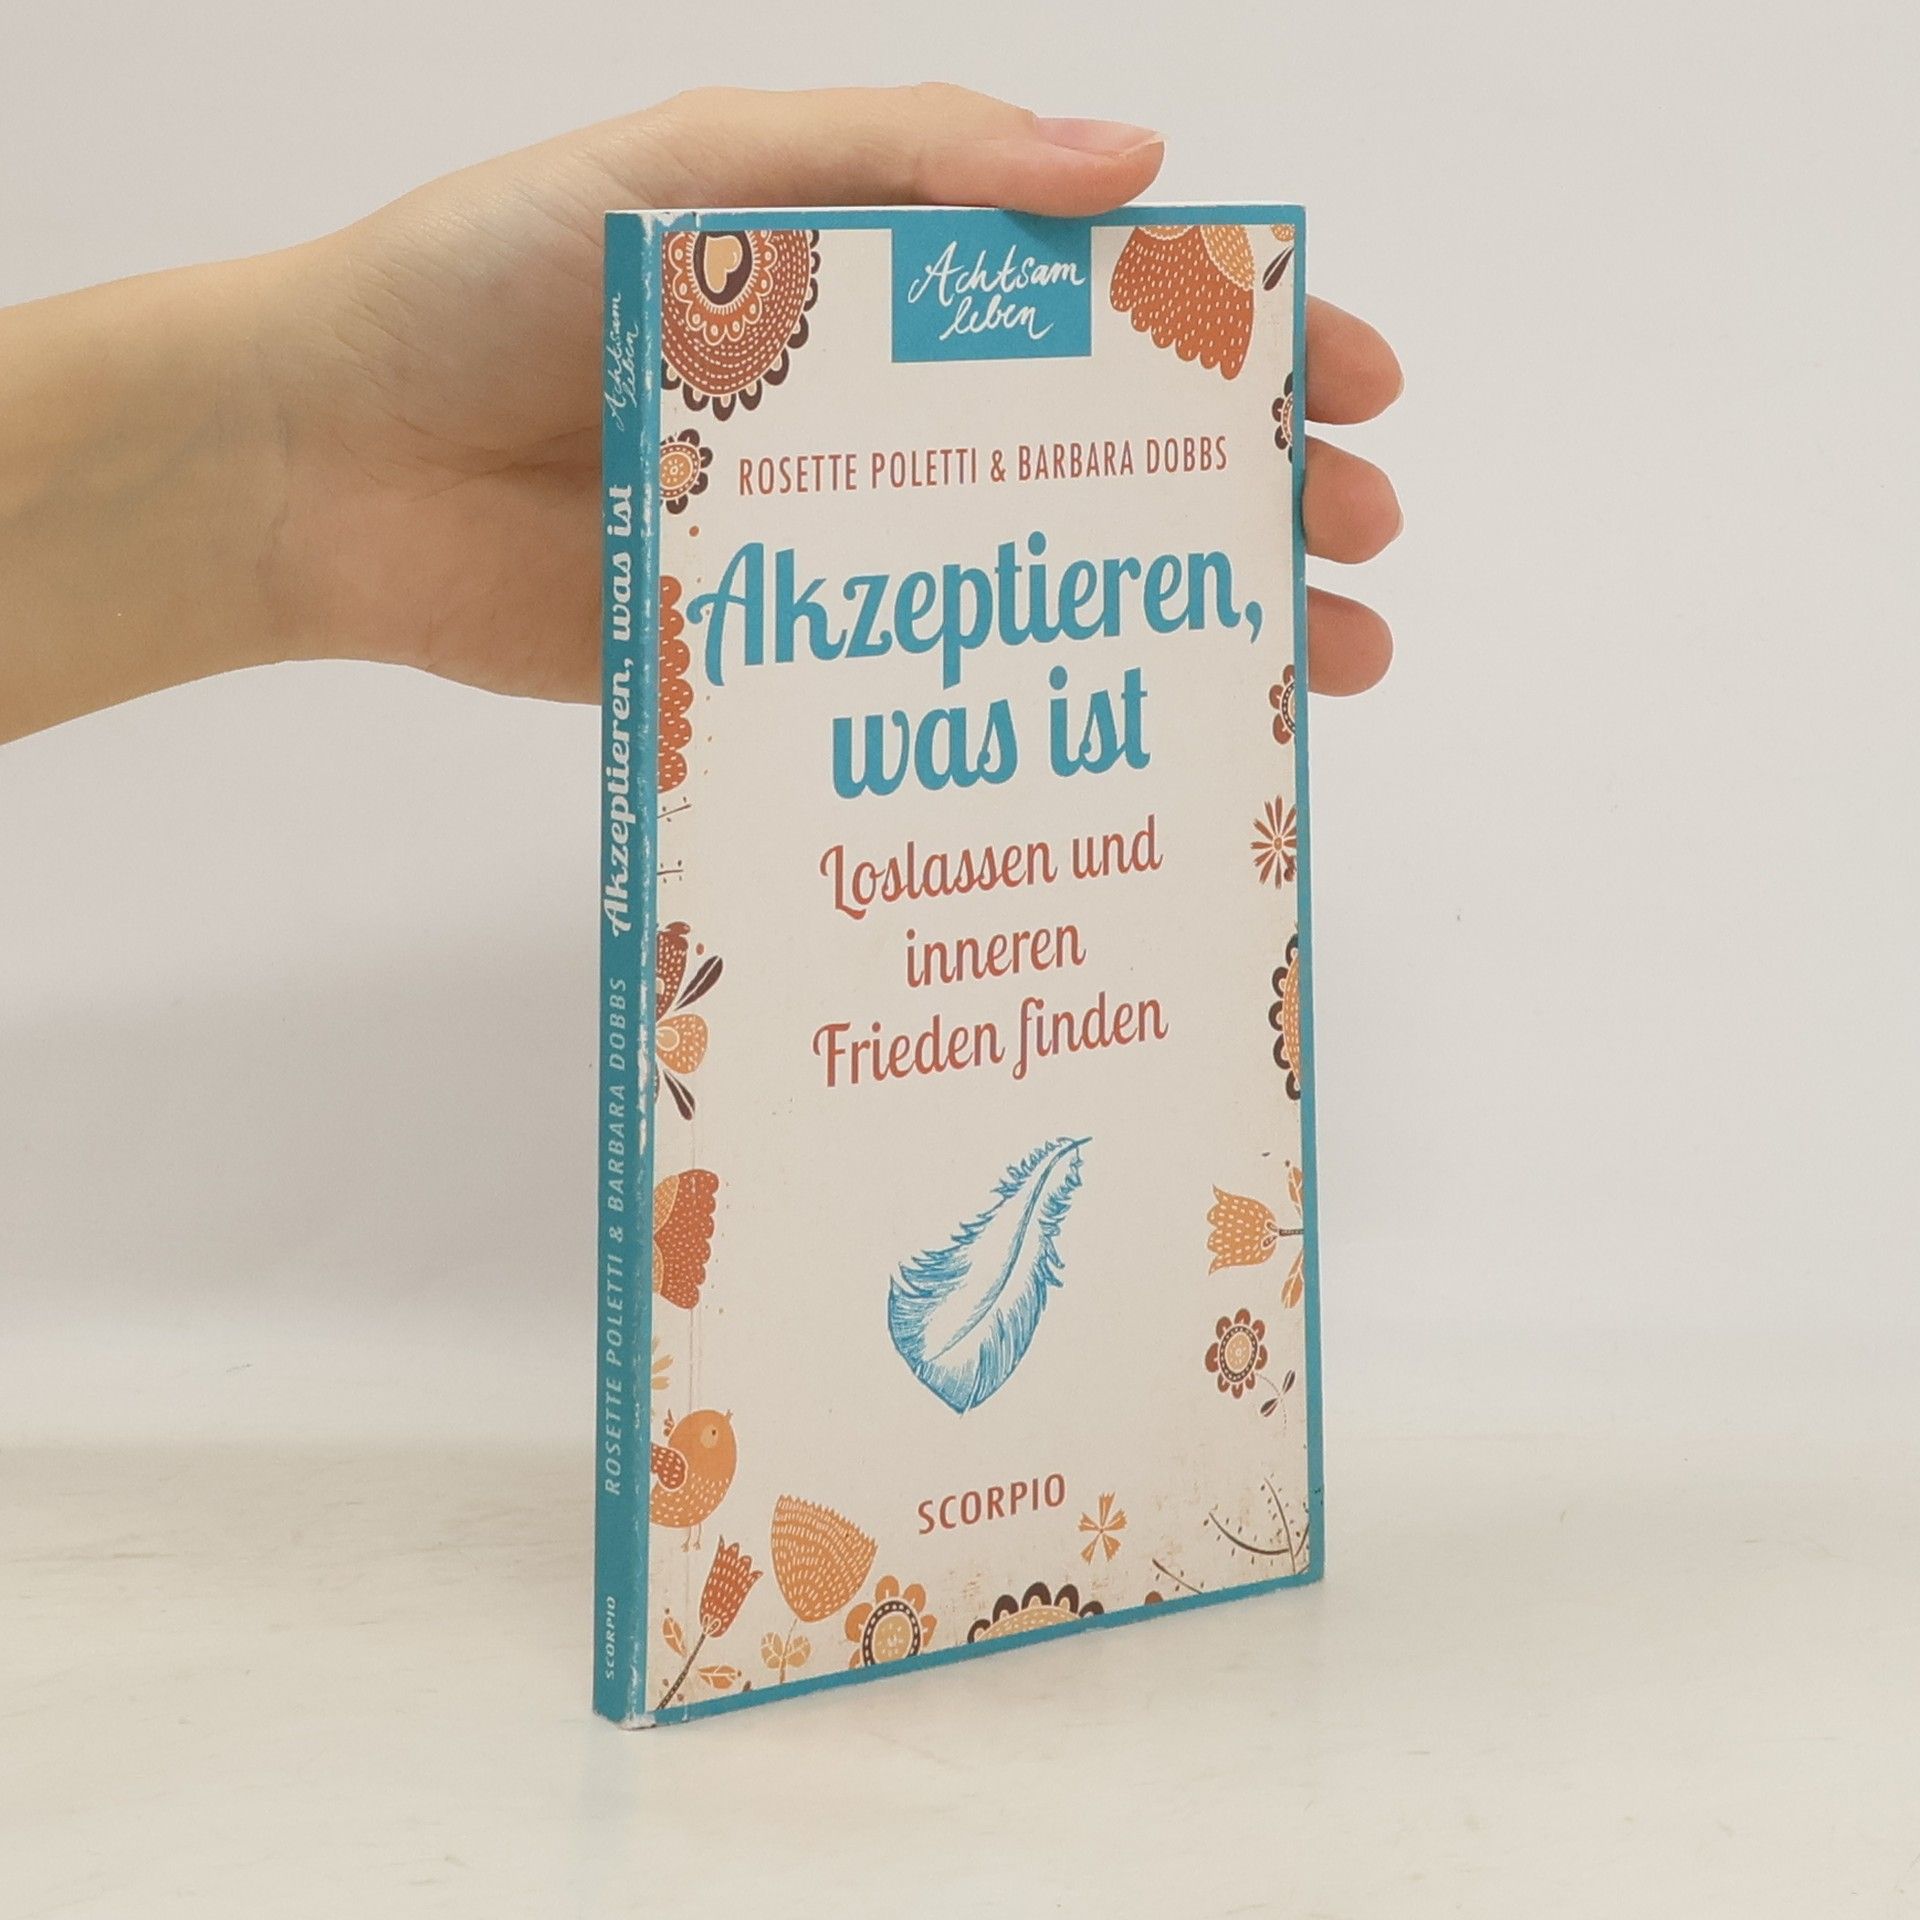 Achtsam
leben
ROSETTE POLETTI & BARBARA DOBBS
Akzeptieren,
was ist
Loslassen und
inneren
Frieden finden
SCORPIO
Achtsam
leben
Akzeptieren, was ist
ROSETTE POLETTI & BARBARA DOBBS
SCORPIO